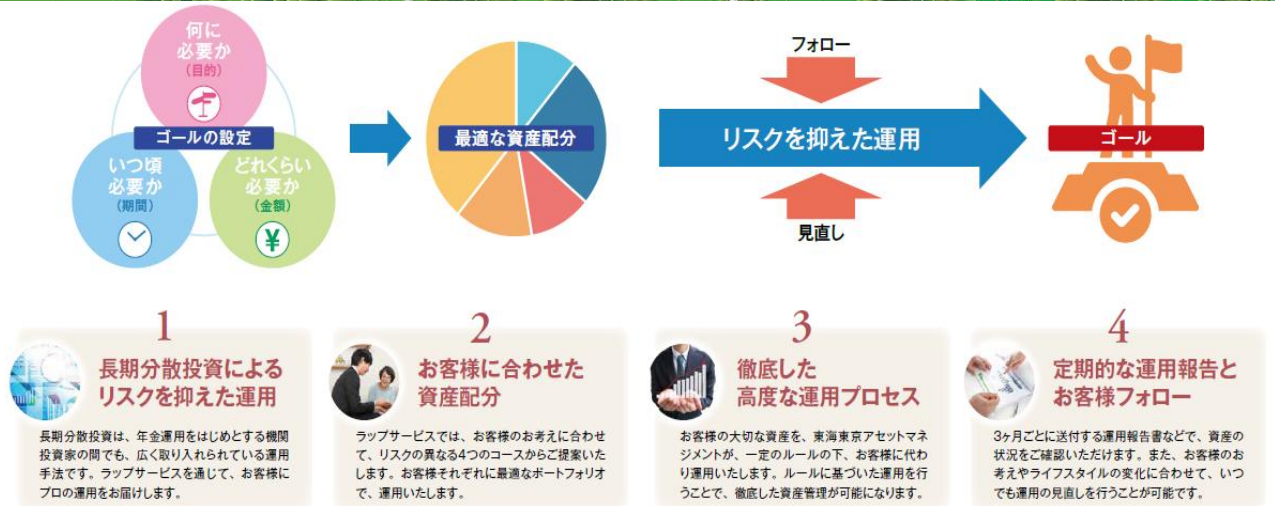 何に
必要か
(目的)
ゴールの設定
いつ頃
必要か
(期間)
どれくらい
必要か
(金額)
¥
最適な資産配分
フォロー
リスクを抑えた運用
見直し
ゴール
1
長期分散投資による
リスクを抑えた運用
長期分散投資は、年金運用をはじめとする機関
投資家の間でも、広く取り入れられている運用
手法です。ラップサービスを通じて、お客様に
プロの運用をお届けします。
2
お客様に合わせた
資産配分
ラップサービスでは、お客様のお考えに合わせ
て、リスクの異なる4つのコースからご提案いた
します。お客様それぞれに最適なポートフォリオ
で、運用いたします。
3
徹底した
高度な運用プロセス
お客様の大切な資産を、東海東京アセットマネ
ジメントが、一定のルールの下、お客様に代わ
り運用いたします。ルールに基づいた運用を行
うことで、徹底した資産管理が可能になります。
4
定期的な運用報告と
お客様フォロー
3ヶ月ごとに送付する運用報告書などで、資産の
状況をご確認いただけます。また、お客様のお
考えやライフスタイルの変化に合わせて、いつ
でも運用の見直しを行うことが可能です。